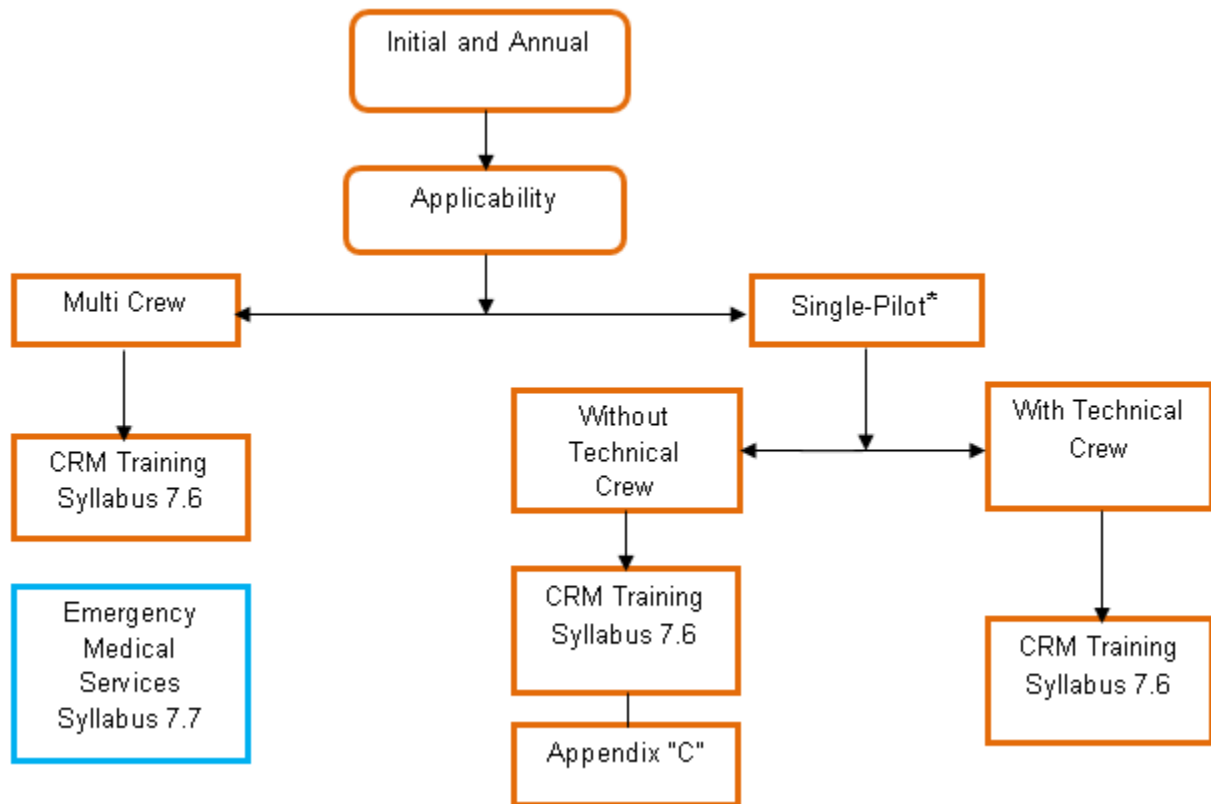 Initial and Annual
Applicability
Multi Crew
Single-Pilot*
Without
Technical
Crew
With Technical
Crew
CRM Training
Syllabus 7.6
CRM Training
Syllabus 7.6
CRM Training
Syllabus 7.6
Emergency
Medical
Services
Syllabus 7.7
Appendix "C"